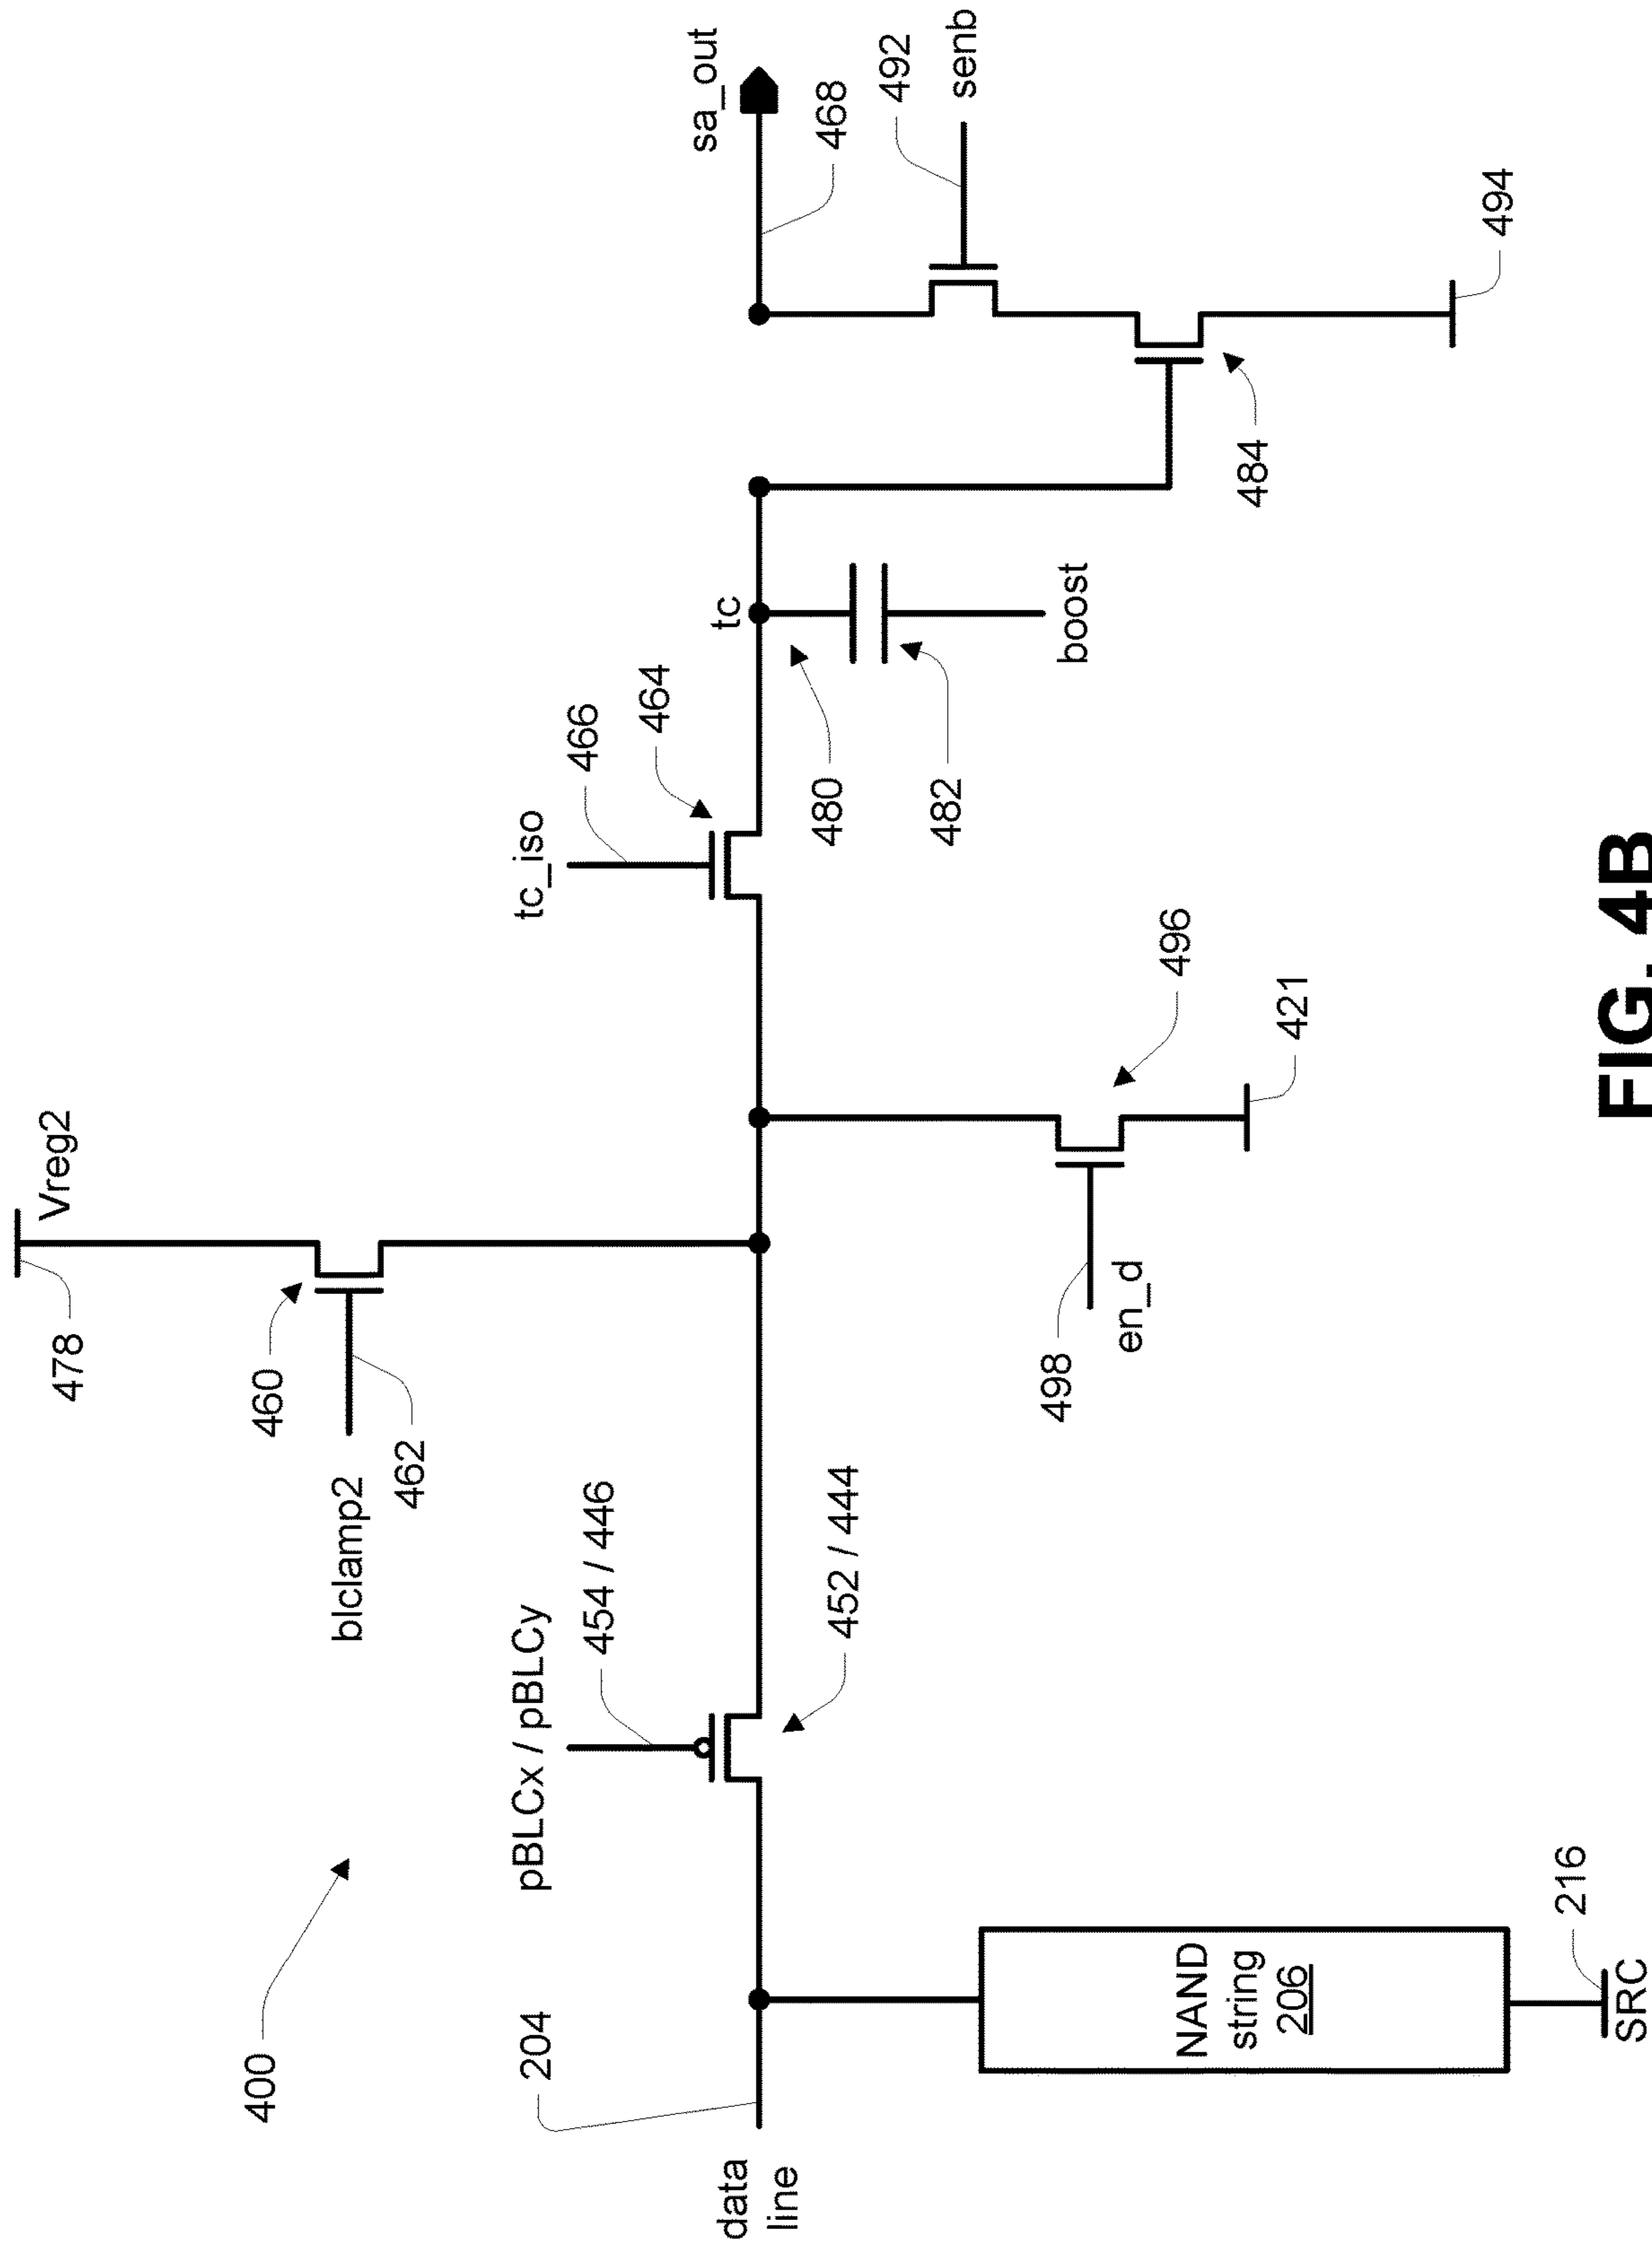 400
478
Vreg2
460
blclamp2
462
pBLCx / pBLCy
454 / 446
452 / 444
tc_iso
466
464
tc
480
482
boost
sa_out
468
492
senb
484
494
data
line
204
NAND
string
206
216
SRC
498
en_d
496
421
FIG. 4B